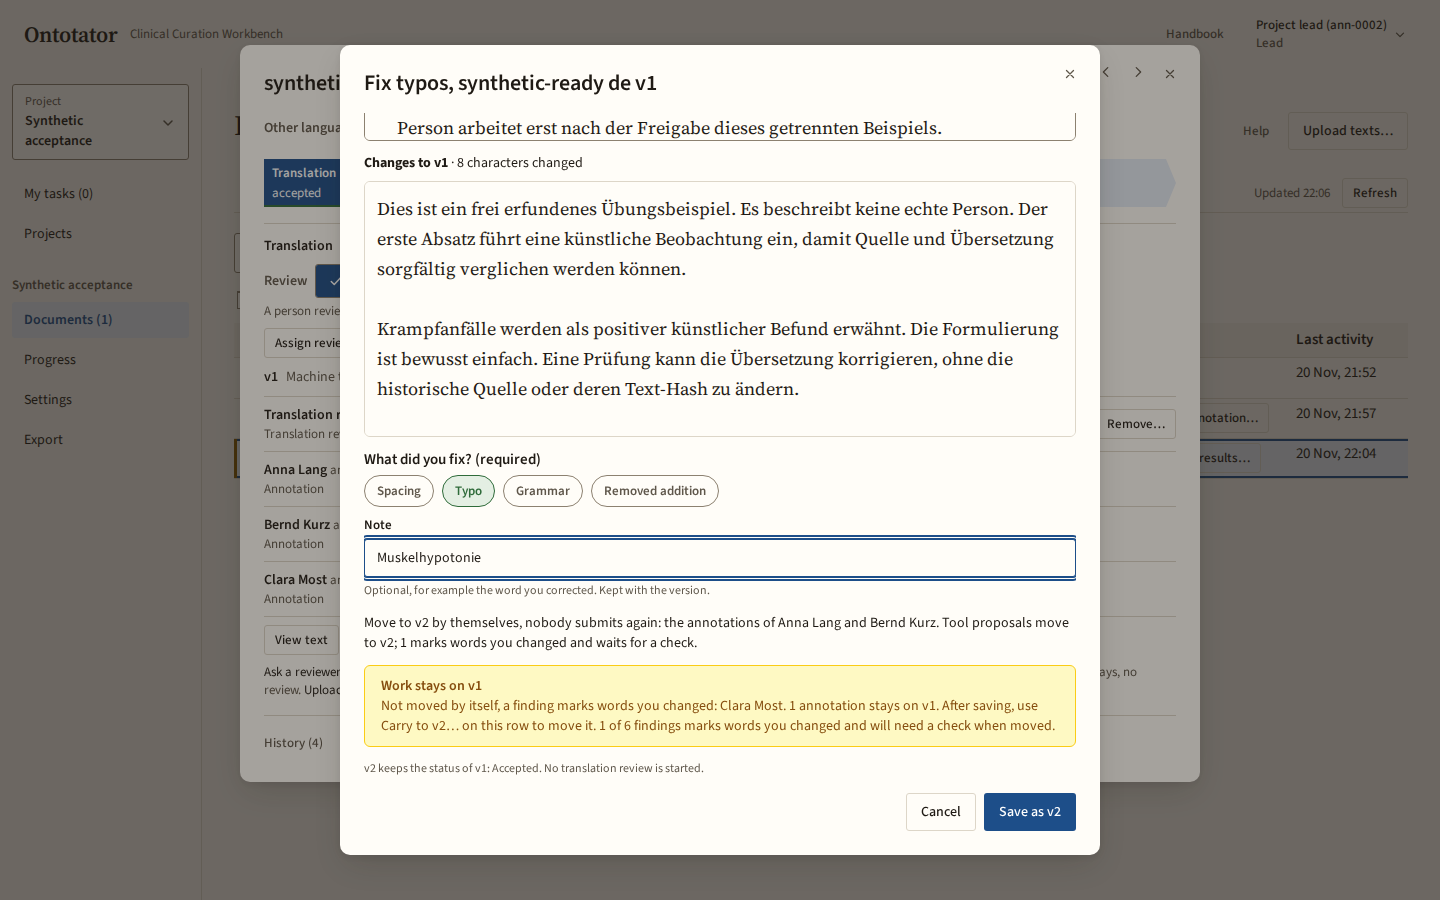 Ontotator Clinical Curation Workbench
Handbook
Project lead (ann-0002)
Lead
Project
Synthetic
acceptance
My tasks (0)
Projects
Synthetic acceptance
Documents (1)
Progress
Settings
Export
Help
Upload texts…
Updated 22:06
Refresh
Last activity
20 Nov, 21:52
20 Nov, 21:57
20 Nov, 22:04
Other
Translation
accepted
Translation
Review
A person
v1 Machine
Translation
Translation
Remove…
Anna Lang
Annotation
Bernd Kurz
Annotation
Clara Most
Annotation
View text
Ask a
review.
no
History (4)
Fix typos, synthetic-ready de v1
Person arbeitet erst nach der Freigabe dieses getrennten Beispiels.
Changes to v1 · 8 characters changed
Dies ist ein frei erfundenes Übungsbeispiel. Es beschreibt keine echte Person. Der
erste Absatz führt eine künstliche Beobachtung ein, damit Quelle und Übersetzung
sorgfältig verglichen werden können.
Krampfanfälle werden als positiver künstlicher Befund erwähnt. Die Formulierung
ist bewusst einfach. Eine Prüfung kann die Übersetzung korrigieren, ohne die
historische Quelle oder deren Text-Hash zu ändern.
What did you fix? (required)
Spacing
Typo
Grammar
Removed addition
Note
Muskelhypotonie
Optional, for example the word you corrected. Kept with the version.
Move to v2 by themselves, nobody submits again: the annotations of Anna Lang and Bernd Kurz. Tool proposals move
to v2; 1 marks words you changed and waits for a check.
Work stays on v1
Not moved by itself, a finding marks words you changed: Clara Most. 1 annotation stays on v1. After saving, use
Carry to v2… on this row to move it. 1 of 6 findings marks words you changed and will need a check when moved.
v2 keeps the status of v1: Accepted. No translation review is started.
Cancel
Save as v2